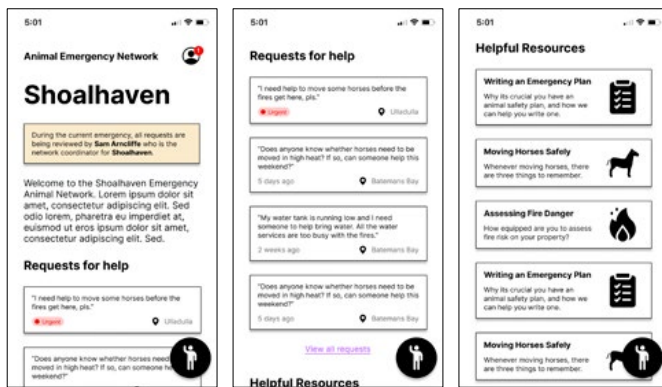 5:01
Animal Emergency Network
1
Shoalhaven
During the current emergency, all requests are
being reviewed by Sam Arncliffe who is the
network coordinator for Shoalhaven.
Welcome to the Shoalhaven Emergency
Animal Network. Lorem ipsum dolor sit
amet, consectetur adipiscing elit. Sed
odio lorem, pharetra eu imperdiet at,
euismod ut eros ipsum dolor sit amet,
consectetur adipiscing elit. Sed.
Requests for help
"I need help to move some horses before the
fires get here, pls."
Urgent
Ulladulla
"Does anyone know whether horses need
moved in high heat? If so, can someone he
weekend?"
5:01
Requests for help
"I need help to move some horses before the
fires get here, pls."
Urgent
Ulladulla
"Does anyone know whether horses need to be
moved in high heat? If so, can someone help this
weekend?"
5 days ago
Batemans Bay
"My water tank is running low and I need
someone to help bring water. All the water
services are too busy with the fires."
2 weeks ago
Batemans Bay
"Does anyone know whether horses need to be
moved in high heat? If so, can someone help this
weekend?"
5 days ago
Batemans Bay
View all requests
Helpful Resources
5:01
Helpful Resources
Writing an Emergency Plan
Why its crucial you have an
animal safety plan, and how we
can help you write one.
Moving Horses Safely
Whenever moving horses, there
are three things to remember.
Assessing Fire Danger
How equipped are you to assess
fire risk on your property?
Writing an Emergency Plan
Why its crucial you have an
animal safety plan, and how we
can help you write one.
Moving Horses Safely
Whenever moving horses, there
are three things to remember.